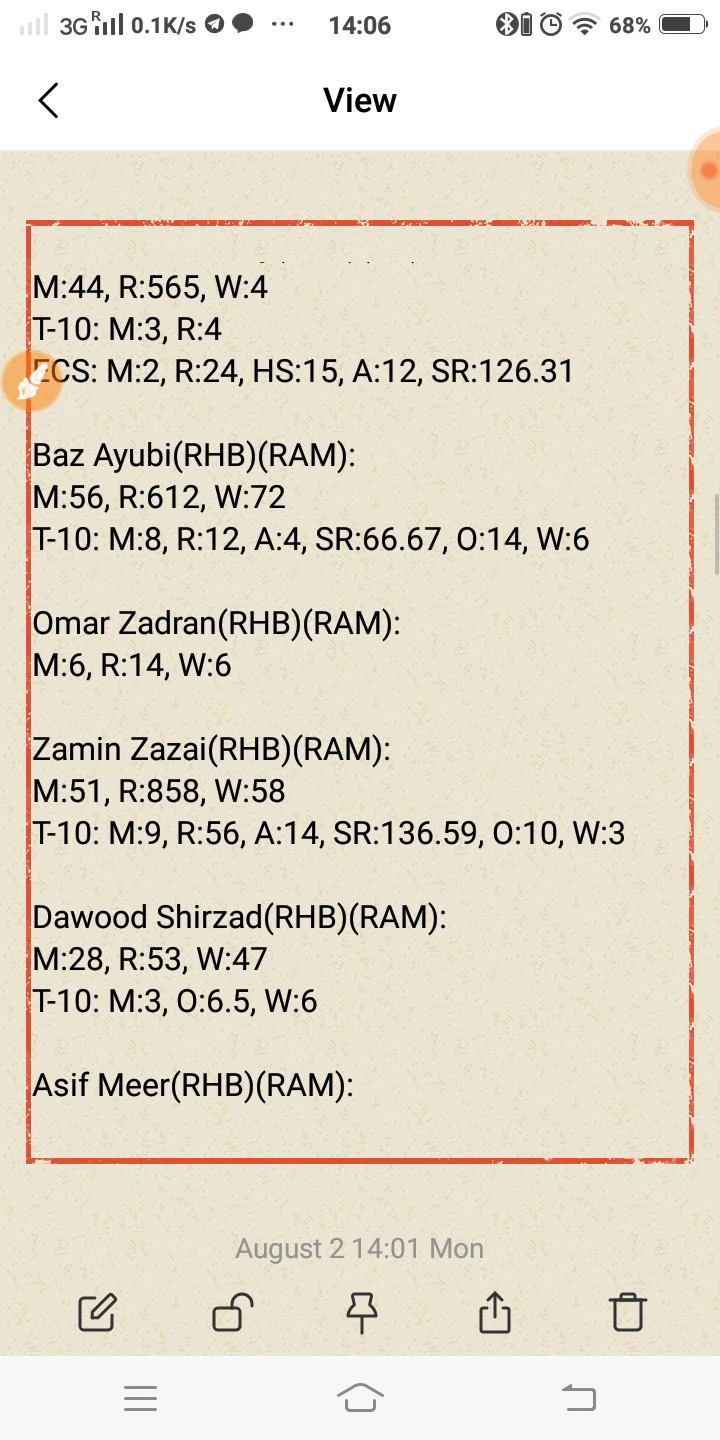 3G R 0.1K/s ... 14:06 68%
View
M:44, R:565, W:4
T-10: M:3, R:4
ECS: M:2, R:24, HS:15, A:12, SR:126.31
Baz Ayubi(RHB)(RAM):
M:56, R:612, W:72
T-10: M:8, R:12, A:4, SR:66.67, O:14, W:6
Omar Zadran(RHB)(RAM):
M:6, R:14, W:6
Zamin Zazai(RHB)(RAM):
M:51, R:858, W:58
T-10: M:9, R:56, A:14, SR:136.59, O:10, W:3
Dawood Shirzad(RHB)(RAM):
M:28, R:53, W:47
T-10: M:3, O:6.5, W:6
Asif Meer(RHB)(RAM):
August 2 14:01 Mon